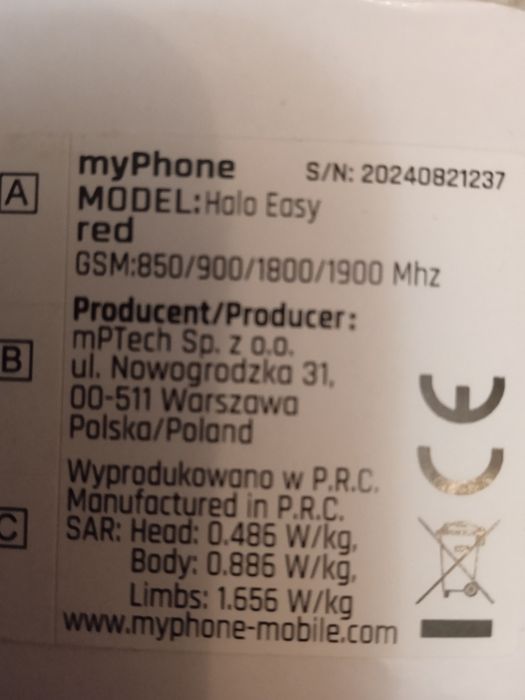 A
myPhone S/N: 20240821237
MODEL:Halo Easy
red
GSM:850/900/1800/1900 Mhz
B
Producent/Producer:
mPTech Sp. z o.o.
ul. Nowogrodzka 31,
00-511 Warszawa
Polska/Poland
CE
C
Wyprodukowano w P.R.C.
Manufactured in P.R.C.
SAR: Head: 0.486 W/kg,
Body: 0.886 W/kg,
Limbs: 1.656 W/kg
www.myphone-mobile.com